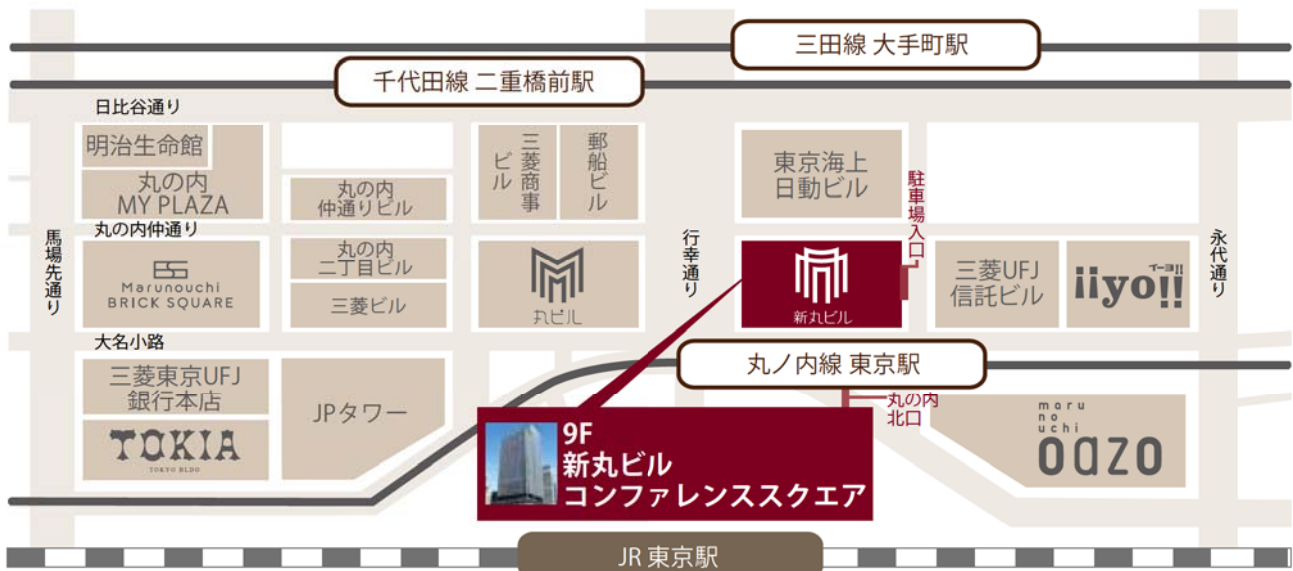 三田線 大手町駅
千代田線 二重橋前駅
日比谷通り
明治生命館
丸の内
MY PLAZA
丸の内
仲通りビル
三菱商事
ビル
郵船ビル
東京海上
日動ビル
駐車場入口
丸の内仲通り
馬場先通り
Marunouchi
BRICK SQUARE
丸の内
二丁目ビル
三菱ビル
丸ビル
行幸通り
新丸ビル
三菱UFJ
信託ビル
イーヨ!!
iiyo!!
永代通り
大名小路
三菱東京UFJ
銀行本店
TOKIA
TOKYO BLDG
JPタワー
丸ノ内線 東京駅
丸の内
北口
9F
新丸ビル
コンファレンススクエア
maru
no
uchi
oazo
JR 東京駅